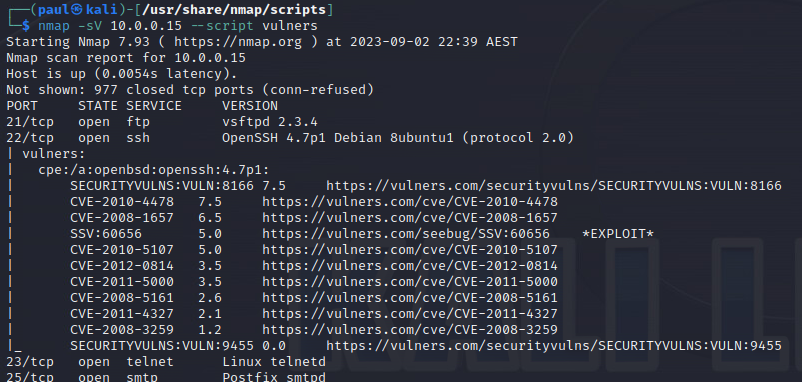 ┌──(paul㉿kali)-[/usr/share/nmap/scripts]
└─$ nmap -sV 10.0.0.15 --script vulners
Starting Nmap 7.93 ( https://nmap.org ) at 2023-09-02 22:39 AEST
Nmap scan report for 10.0.0.15
Host is up (0.0054s latency).
Not shown: 977 closed tcp ports (conn-refused)
PORT     STATE SERVICE     VERSION
21/tcp   open  ftp         vsftpd 2.3.4
22/tcp   open  ssh         OpenSSH 4.7p1 Debian 8ubuntu1 (protocol 2.0)
| vulners:
|   cpe:/a:openbsd:openssh:4.7p1:
|       SECURITYVULNS:VULN:8166 7.5     https://vulners.com/securityvulns/SECURITYVULNS:VULN:8166
|       CVE-2010-4478   7.5     https://vulners.com/cve/CVE-2010-4478
|       CVE-2008-1657   6.5     https://vulners.com/cve/CVE-2008-1657
|       SSV:60656       5.0     https://vulners.com/seebug/SSV:60656    *EXPLOIT*
|       CVE-2010-5107   5.0     https://vulners.com/cve/CVE-2010-5107
|       CVE-2012-0814   3.5     https://vulners.com/cve/CVE-2012-0814
|       CVE-2011-5000   3.5     https://vulners.com/cve/CVE-2011-5000
|       CVE-2008-5161   2.6     https://vulners.com/cve/CVE-2008-5161
|       CVE-2011-4327   2.1     https://vulners.com/cve/CVE-2011-4327
|       CVE-2008-3259   1.2     https://vulners.com/cve/CVE-2008-3259
|_      SECURITYVULNS:VULN:9455 0.0     https://vulners.com/securityvulns/SECURITYVULNS:VULN:9455
23/tcp   open  telnet      Linux telnetd
25/tcp   open  smtp        Postfix smtpd